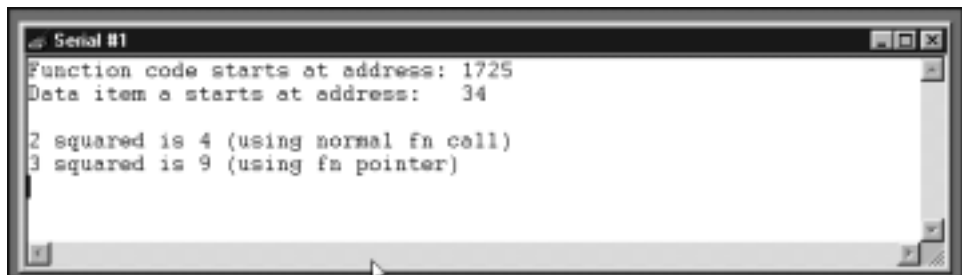 Serial #1
Function code starts at address: 1725
Data item a starts at address:   34
2 squared is 4 (using normal fn call)
3 squared is 9 (using fn pointer)